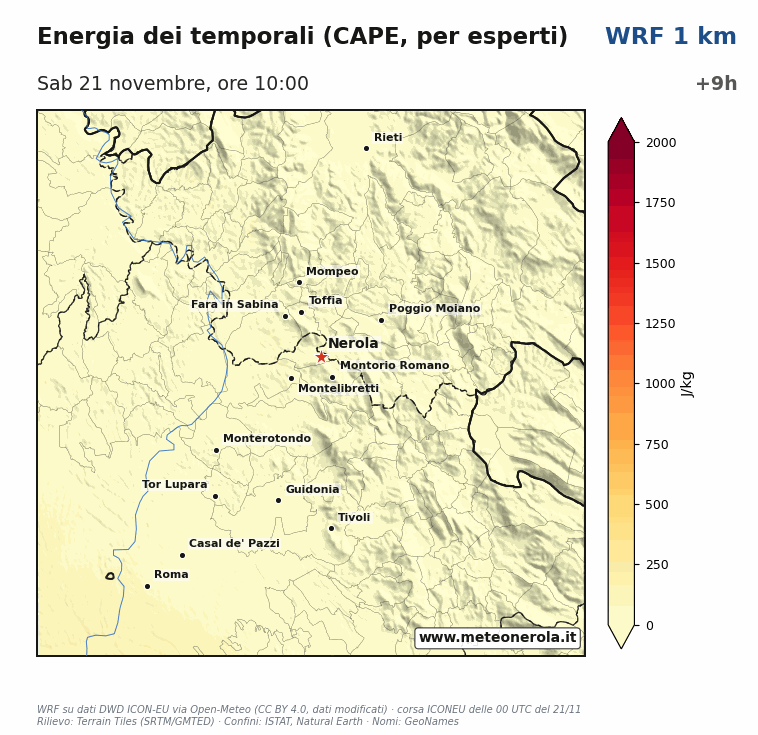 Energia dei temporali (CAPE, per esperti)
WRF 1 km
Sab 21 novembre, ore 10:00
+9h
Rieti
Mompeo
Toffia
Fara in Sabina
Poggio Moiano
Nerola
Montorio Romano
Montelibretti
Monterotondo
Tor Lupara
Guidonia
Tivoli
Casal de' Pazzi
Roma
www.meteonerola.it
2000
1750
1500
1250
1000
750
500
250
0
J/kg
WRF su dati DWD ICON-EU via Open-Meteo (CC BY 4.0, dati modificati) · corsa ICONEU delle 00 UTC del 21/11
Rilievo: Terrain Tiles (SRTM/GMTED) · Confini: ISTAT, Natural Earth · Nomi: GeoNames